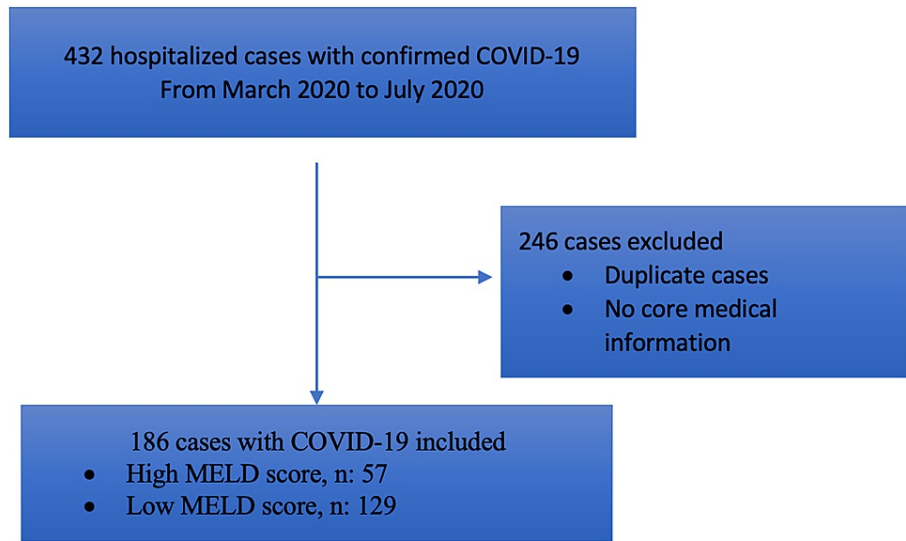 432 hospitalized cases with confirmed COVID-19
From March 2020 to July 2020
246 cases excluded
• Duplicate cases
• No core medical
information
186 cases with COVID-19 included
• High MELD score, n: 57
• Low MELD score, n: 129